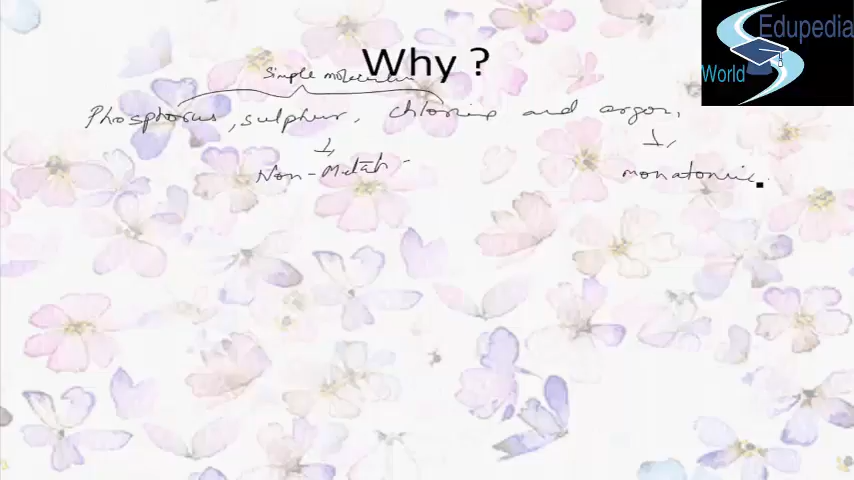 Edupedia
World
Why ?
Simple molecular
Phosphorus, sulphur, chlorine and argon,
Non-Metals
monatomic.